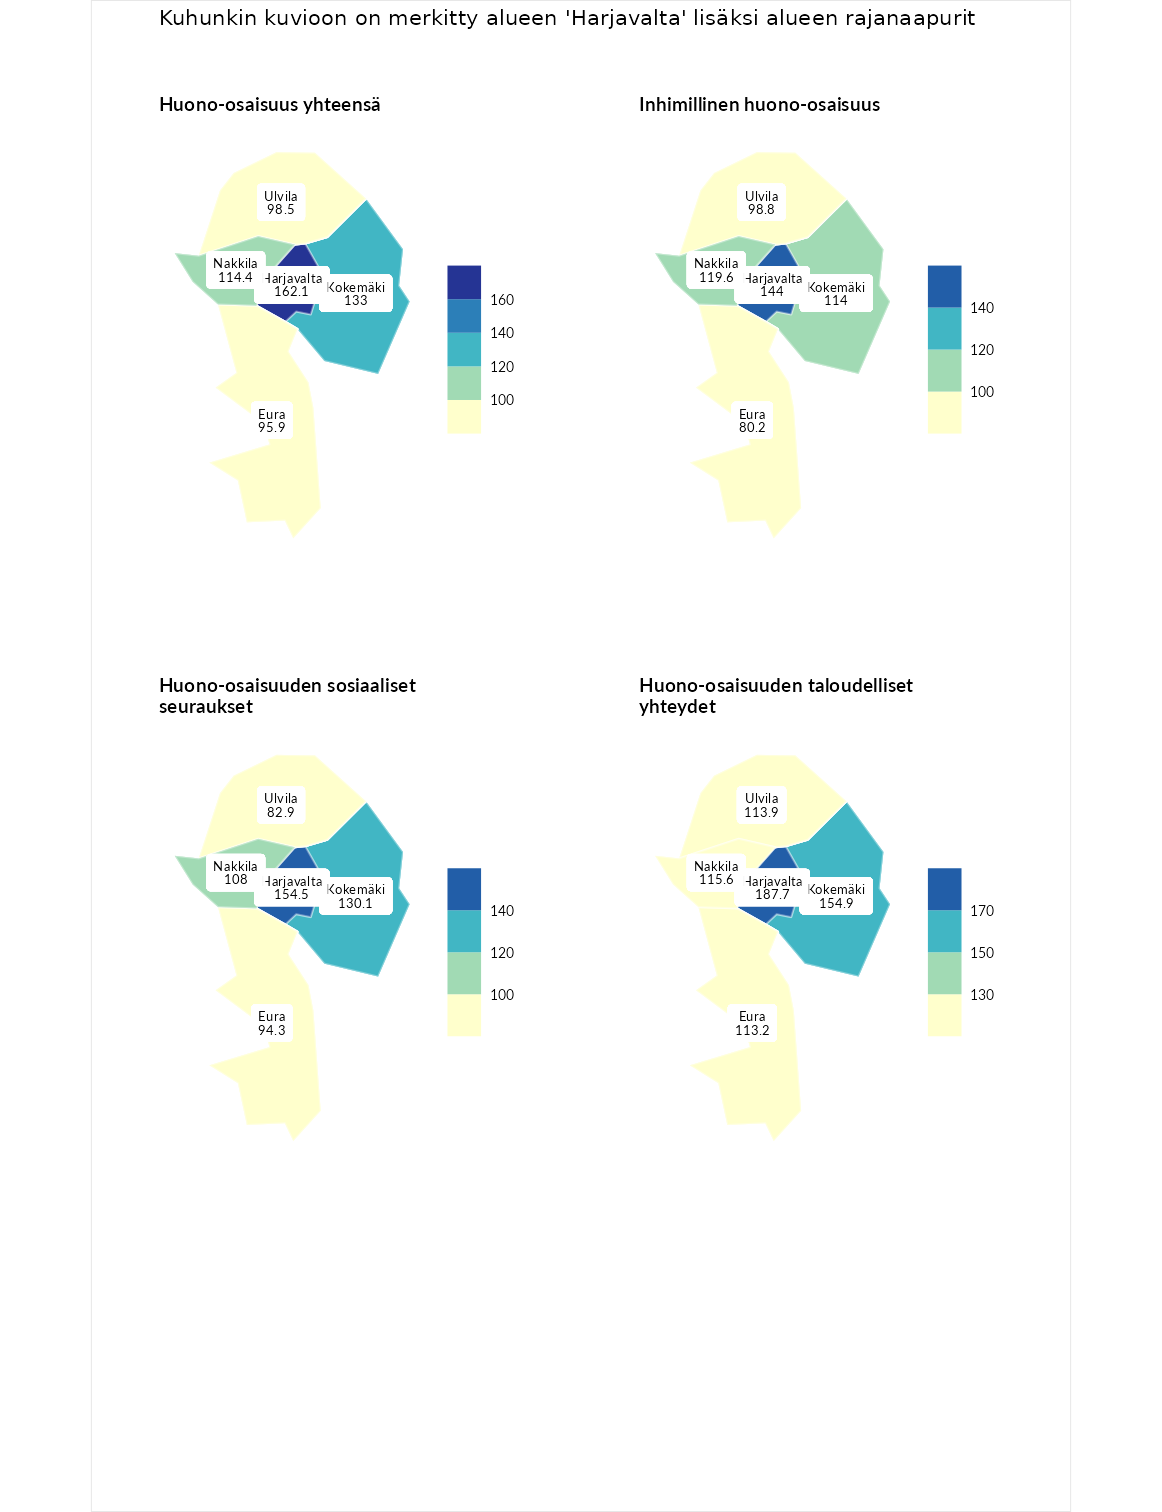 Kuhunkin kuvioon on merkitty alueen 'Harjavalta' lisäksi alueen rajanaapurit
Huono-osaisuus yhteensä
Ulvila
98.5
Nakkila
114.4
Harjavalta
162.1
Kokemäki
133
Eura
95.9
160
140
120
100
Inhimillinen huono-osaisuus
Ulvila
98.8
Nakkila
119.6
Harjavalta
144
Kokemäki
114
Eura
80.2
140
120
100
Huono-osaisuuden sosiaaliset
seuraukset
Ulvila
82.9
Nakkila
108
Harjavalta
154.5
Kokemäki
130.1
Eura
94.3
140
120
100
Huono-osaisuuden taloudelliset
yhteydet
Ulvila
113.9
Nakkila
115.6
Harjavalta
187.7
Kokemäki
154.9
Eura
113.2
170
150
130